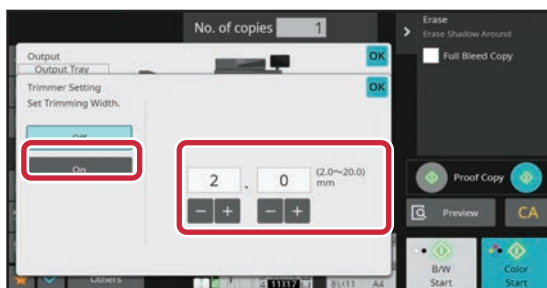 No. of copies 1
Output
OK
Output Tray
Trimmer Setting
OK
Set Trimming Width.
Off
On
2 . 0 (2.0~20.0)
mm
− + − +
Others
11X17
8½11 A4
Erase
Erase Shadow Around
Full Bleed Copy
Proof Copy
Preview
CA
B/W
Start
Color
Start